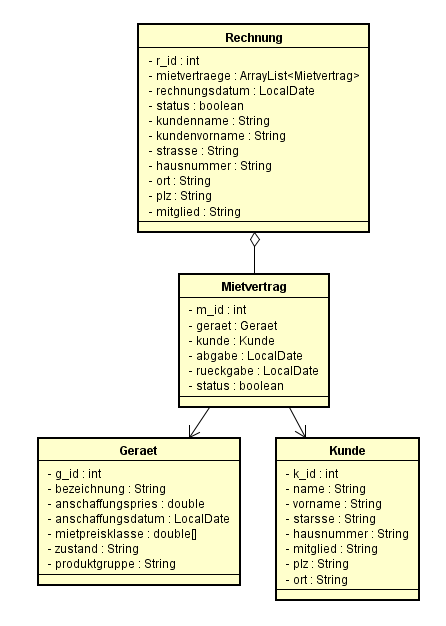 Rechnung
- r_id : int
- mietvertraege : ArrayList<Mietvertrag>
- rechnungsdatum : LocalDate
- status : boolean
- kundenname : String
- kundenvorname : String
- strasse : String
- hausnummer : String
- ort : String
- plz : String
- mitglied : String
Mietvertrag
- m_id : int
- geraet : Geraet
- kunde : Kunde
- abgabe : LocalDate
- rueckgabe : LocalDate
- status : boolean
Geraet
- g_id : int
- bezeichnung : String
- anschaffungspries : double
- anschaffungsdatum : LocalDate
- mietpreisklasse : double[]
- zustand : String
- produktgruppe : String
Kunde
- k_id : int
- name : String
- vorname : String
- starsse : String
- hausnummer : String
- mitglied : String
- plz : String
- ort : String